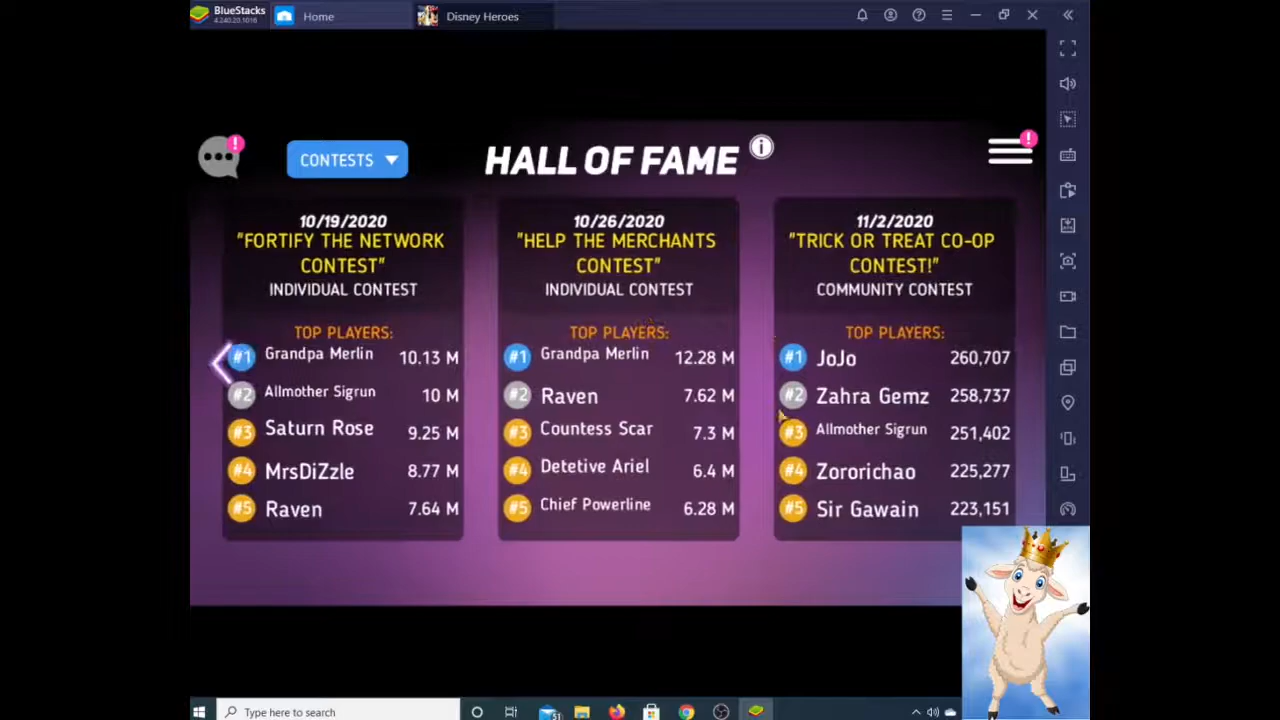 BlueStacks
4.240.20.1016
Home
Disney Heroes
CONTESTS
HALL OF FAME
10/19/2020
"FORTIFY THE NETWORK
CONTEST"
INDIVIDUAL CONTEST
TOP PLAYERS:
#1 Grandpa Merlin 10.13 M
#2 Allmother Sigrun 10 M
#3 Saturn Rose 9.25 M
#4 MrsDiZzle 8.77 M
#5 Raven 7.64 M
10/26/2020
"HELP THE MERCHANTS
CONTEST"
INDIVIDUAL CONTEST
TOP PLAYERS:
#1 Grandpa Merlin 12.28 M
#2 Raven 7.62 M
#3 Countess Scar 7.3 M
#4 Detetive Ariel 6.4 M
#5 Chief Powerline 6.28 M
11/2/2020
"TRICK OR TREAT CO-OP
CONTEST!"
COMMUNITY CONTEST
TOP PLAYERS:
#1 JoJo 260,707
#2 Zahra Gemz 258,737
#3 Allmother Sigrun 251,402
#4 Zororichao 225,277
#5 Sir Gawain 223,151
Type here to search
51